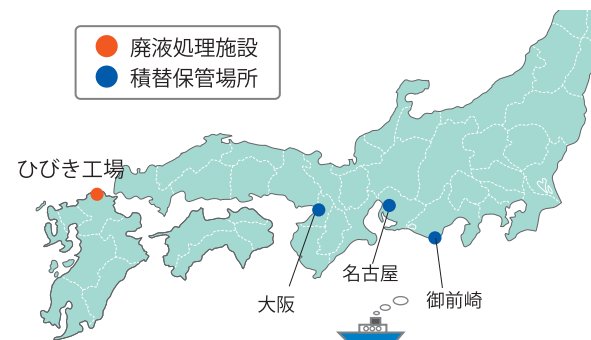 廃液処理施設
積替保管場所
ひびき工場
名古屋
御前崎
大阪